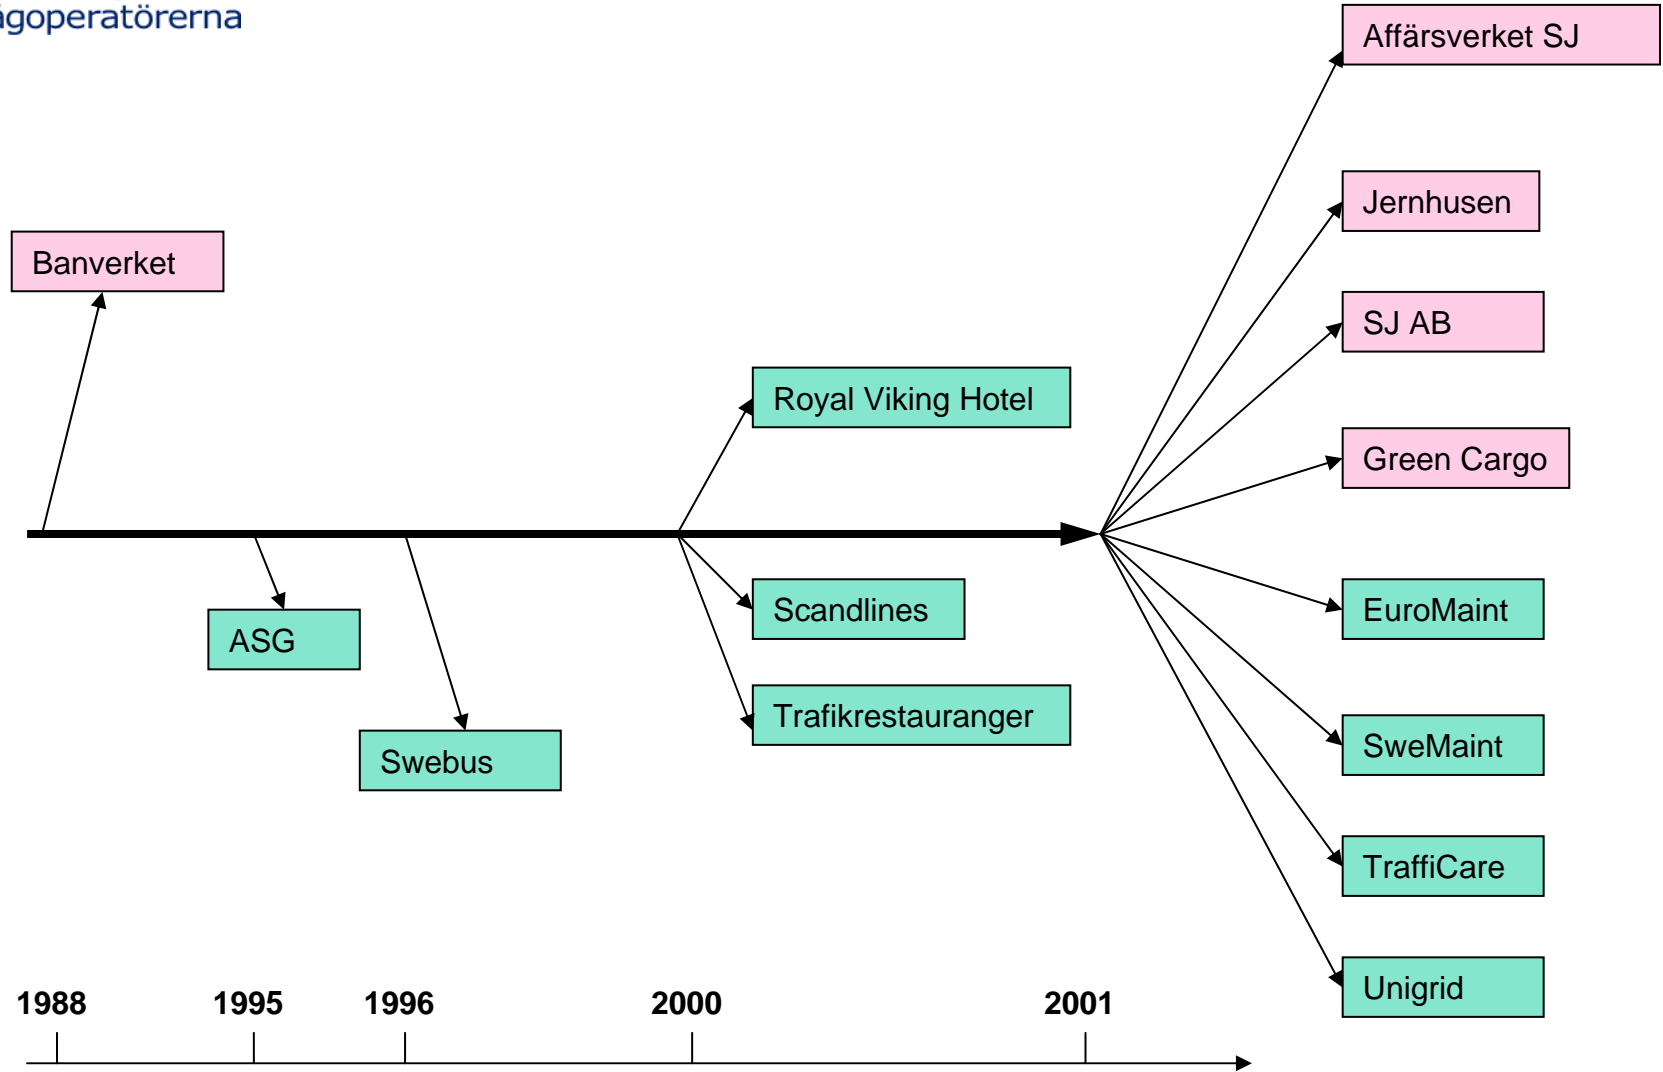 ågoperatörerna
Affärsverket SJ
Jernhusen
Banverket
SJ AB
Royal Viking Hotel
Green Cargo
Scandlines
EuroMaint
ASG
Trafikrestauranger
SweMaint
Swebus
TraffiCare
Unigrid
1988 1995 1996 2000 2001